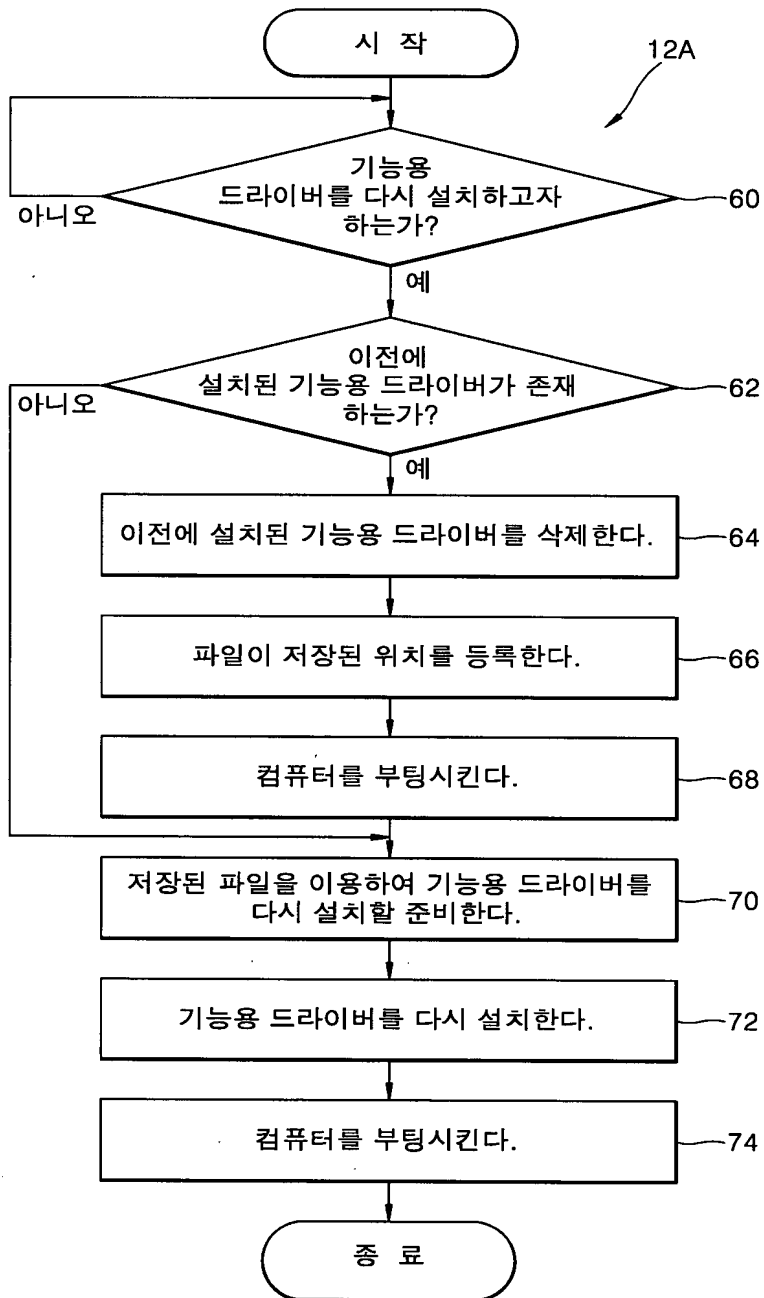 시 작
12A
기능용
드라이버를 다시 설치하고자
하는가?
60
아니오
예
이전에
설치된 기능용 드라이버가 존재
하는가?
62
아니오
예
이전에 설치된 기능용 드라이버를 삭제한다.
64
파일이 저장된 위치를 등록한다.
66
컴퓨터를 부팅시킨다.
68
저장된 파일을 이용하여 기능용 드라이버를
다시 설치할 준비한다.
70
기능용 드라이버를 다시 설치한다.
72
컴퓨터를 부팅시킨다.
74
종 료